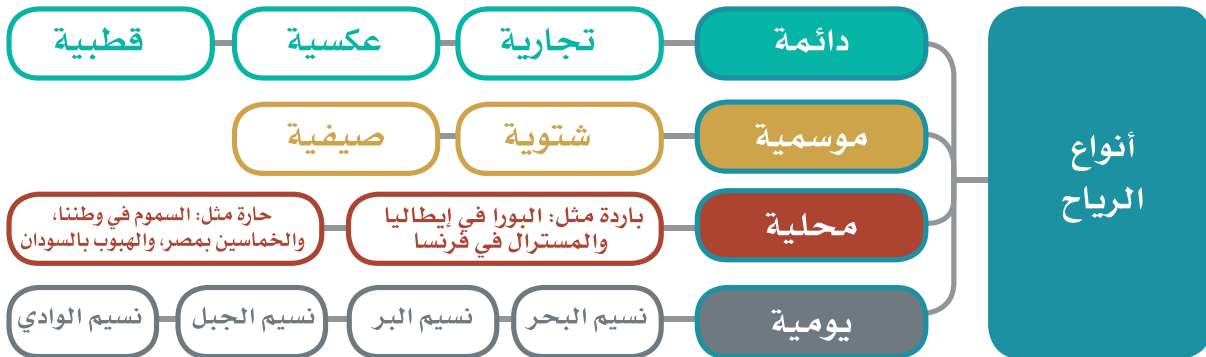 أنواع
الرياح
دائمة
تجارية
عكسية
قطبية
موسمية
شتوية
صيفية
محلية
باردة مثل: البورا في إيطاليا
والمسترال في فرنسا
حارة مثل: السموم في وطننا،
والخماسين بمصر، والهبوب بالسودان
يومية
نسيم البحر
نسيم البر
نسيم الجبل
نسيم الوادي